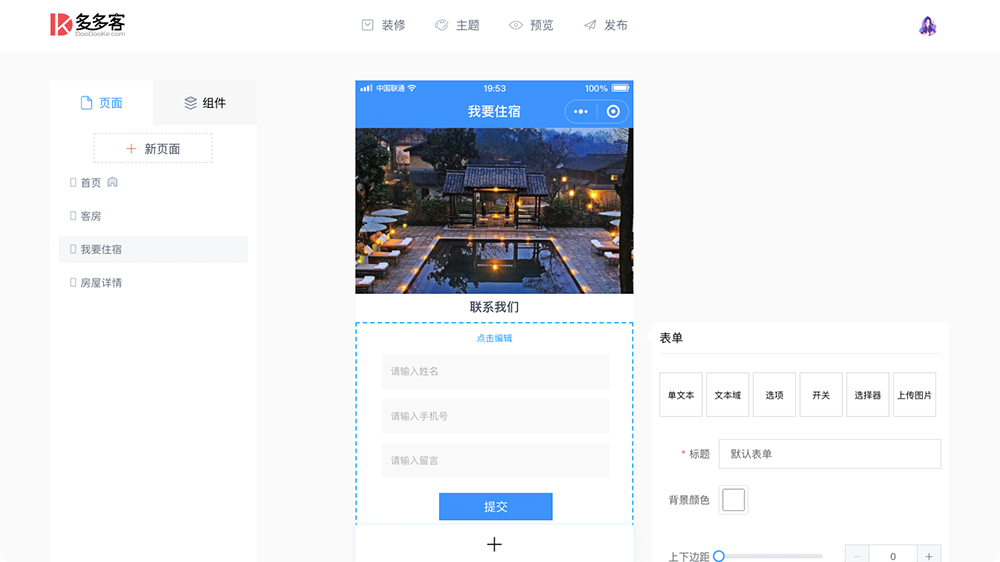 多多客
DooDooKe.com
装修
主题
预览
发布
页面
组件
新页面
首页
客房
我要住宿
房屋详情
中国联通
19:53
100%
我要住宿
联系我们
点击编辑
请输入姓名
请输入手机号
请输入留言
提交
表单
单文本
文本域
选项
开关
选择器
上传图片
* 标题
默认表单
背景颜色
上下边距
0